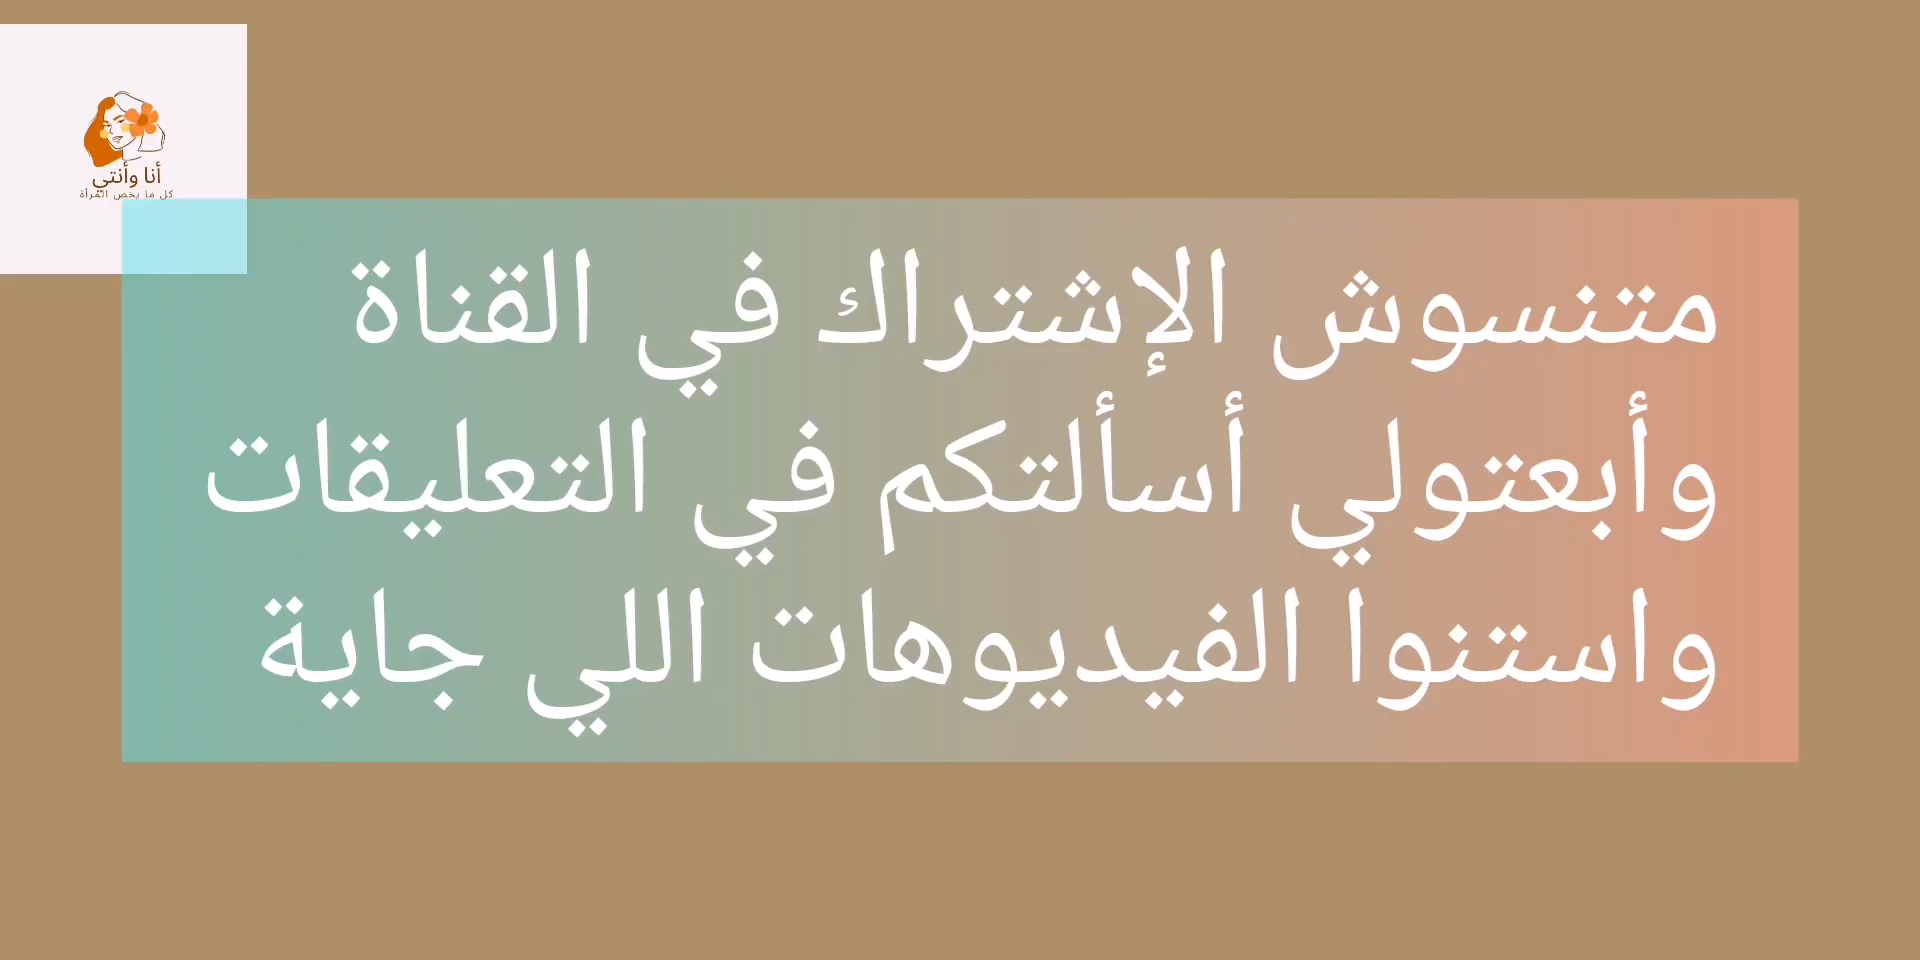 أنا وأنتي
كل ما يخص المرأة
متنسوش الإشتراك في القناة
وأبعتولي أسألتكم في التعليقات
واستنوا الفيديوهات اللي جاية